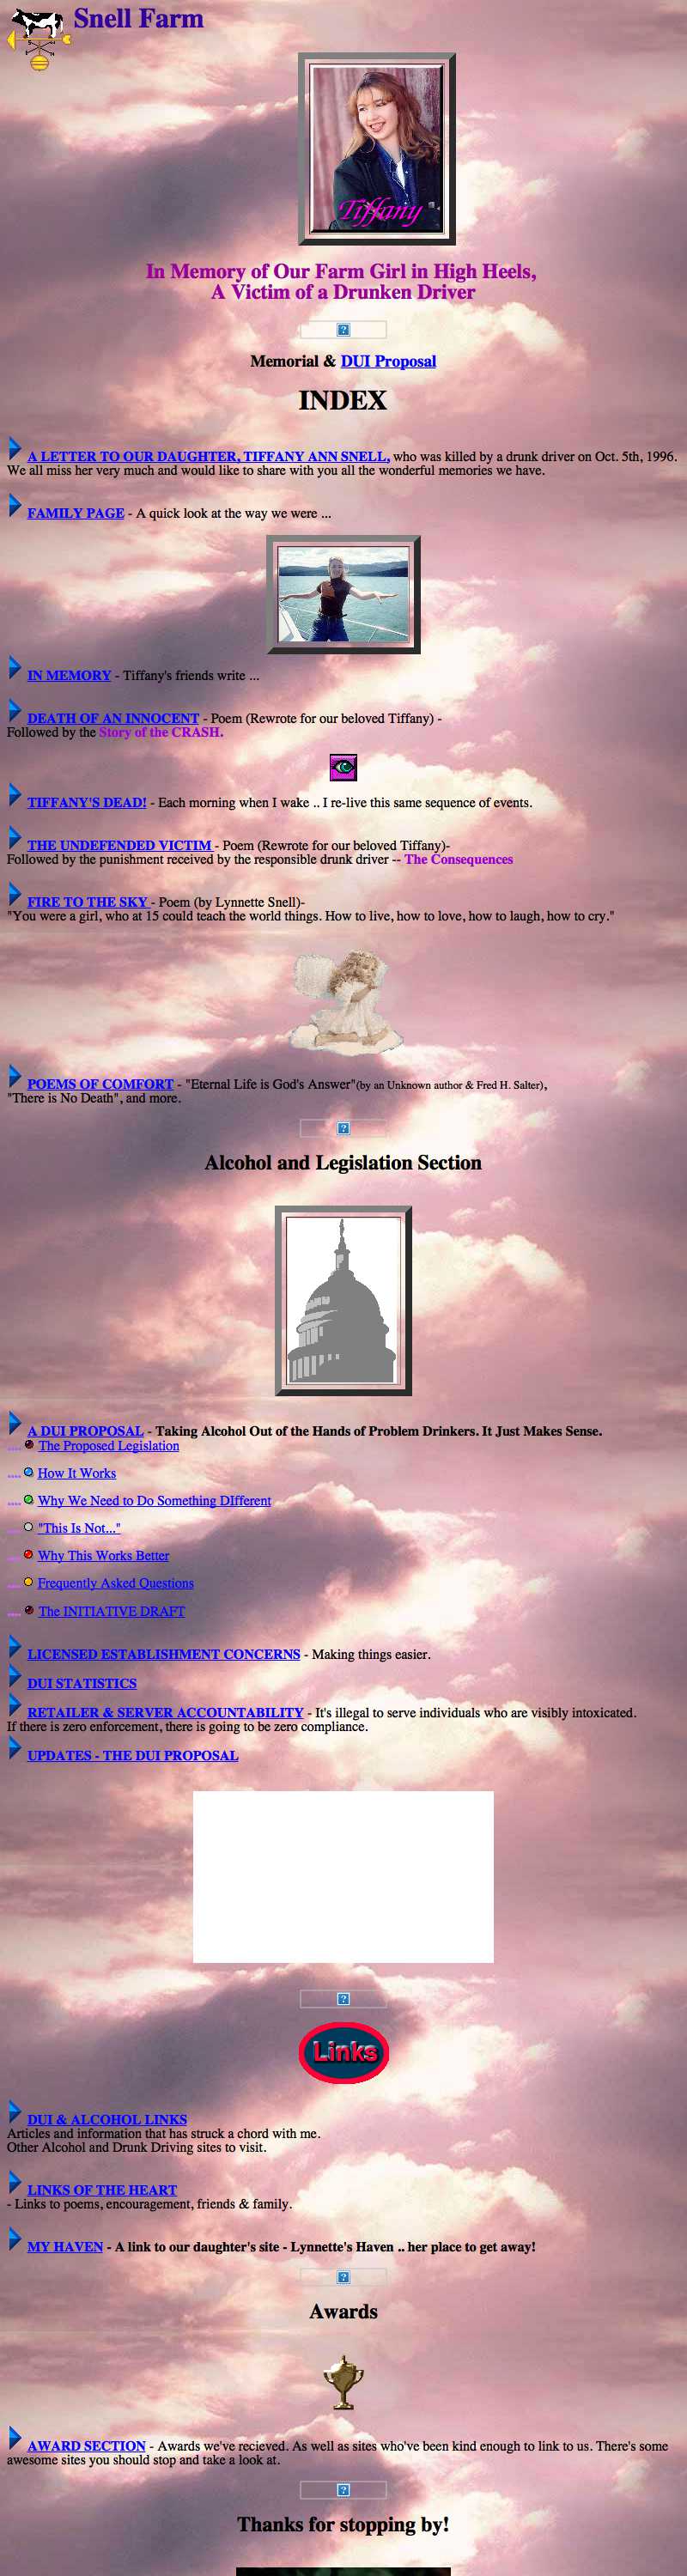 Snell Farm
Tiffany
In Memory of Our Farm Girl in High Heels,
A Victim of a Drunken Driver
Memorial & DUI Proposal
INDEX
A LETTER TO OUR DAUGHTER, TIFFANY ANN SNELL, who was killed by a drunk driver on Oct. 5th, 1996.
We all miss her very much and would like to share with you all the wonderful memories we have.
FAMILY PAGE - A quick look at the way we were ...
IN MEMORY - Tiffany's friends write ...
DEATH OF AN INNOCENT - Poem (Rewrote for our beloved Tiffany) -
Followed by the Story of the CRASH.
TIFFANY'S DEAD! - Each morning when I wake .. I re-live this same sequence of events.
THE UNDEFENDED VICTIM - Poem (Rewrote for our beloved Tiffany)-
Followed by the punishment received by the responsible drunk driver -- The Consequences
FIRE TO THE SKY - Poem (by Lynnette Snell)-
"You were a girl, who at 15 could teach the world things. How to live, how to love, how to laugh, how to cry."
POEMS OF COMFORT - "Eternal Life is God's Answer"(by an Unknown author & Fred H. Salter),
"There is No Death", and more.
Alcohol and Legislation Section
A DUI PROPOSAL - Taking Alcohol Out of the Hands of Problem Drinkers. It Just Makes Sense.
.... The Proposed Legislation
.... How It Works
.... Why We Need to Do Something DIfferent
.... "This Is Not..."
.... Why This Works Better
.... Frequently Asked Questions
.... The INITIATIVE DRAFT
LICENSED ESTABLISHMENT CONCERNS - Making things easier.
DUI STATISTICS
RETAILER & SERVER ACCOUNTABILITY - It's illegal to serve individuals who are visibly intoxicated.
If there is zero enforcement, there is going to be zero compliance.
UPDATES - THE DUI PROPOSAL
Links
DUI & ALCOHOL LINKS
Articles and information that has struck a chord with me.
Other Alcohol and Drunk Driving sites to visit.
LINKS OF THE HEART
- Links to poems, encouragement, friends & family.
MY HAVEN - A link to our daughter's site - Lynnette's Haven .. her place to get away!
Awards
AWARD SECTION - Awards we've recieved. As well as sites who've been kind enough to link to us. There's some
awesome sites you should stop and take a look at.
Thanks for stopping by!